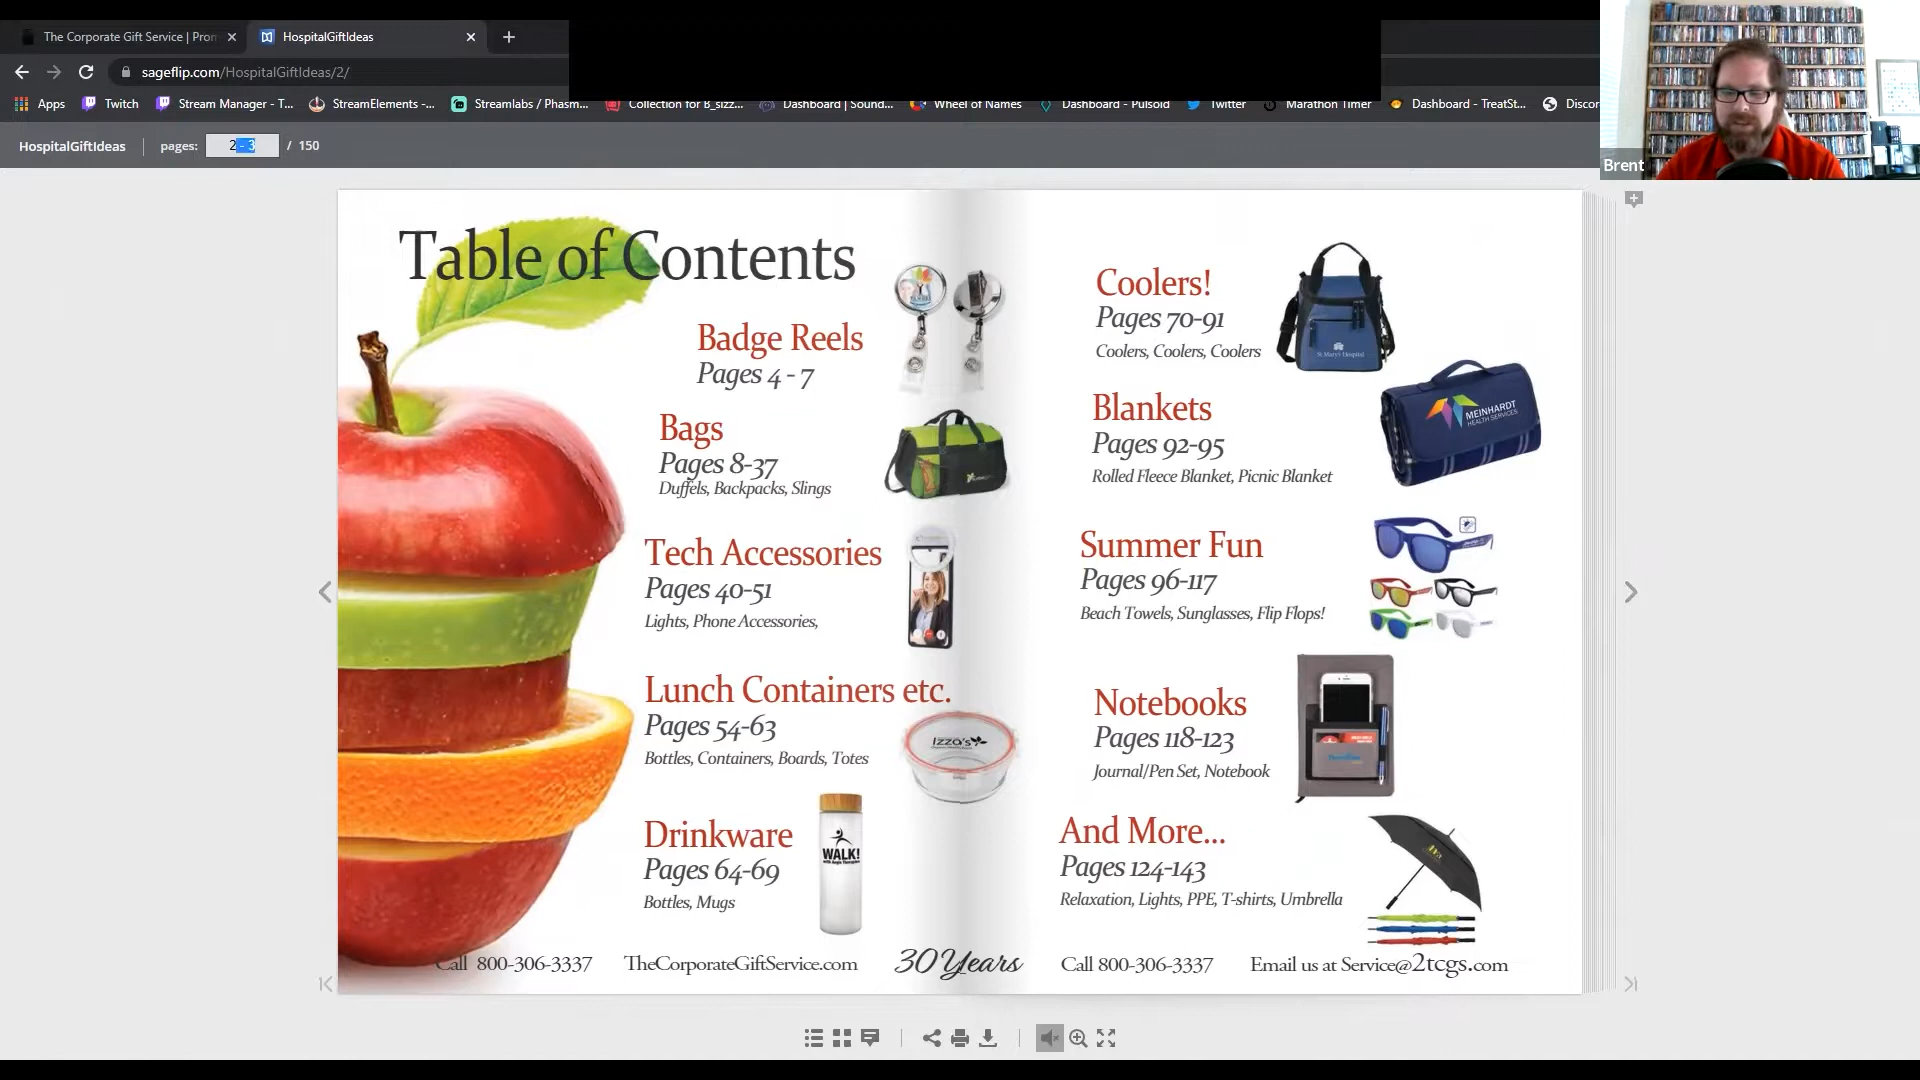 The Corporate Gift Service | Pron
HospitalGiftIdeas
sageflip.com/HospitalGiftIdeas/2/
Apps
Twitch
Stream Manager - T...
StreamElements -...
Streamlabs / Phasm...
Collection for B_sizz...
Dashboard | Sound...
Wheel of Names
Dashboard - Pulsoid
Twitter
Marathon Timer
Dashboard - TreatSt...
Discor
Brent
HospitalGiftIdeas
pages:
2 - 3
/ 150
Table of Contents
Badge Reels
Pages 4 - 7
Bags
Pages 8-37
Duffels, Backpacks, Slings
Tech Accessories
Pages 40-51
Lights, Phone Accessories,
Lunch Containers etc.
Pages 54-63
Bottles, Containers, Boards, Totes
Izza's
Drinkware
Pages 64-69
Bottles, Mugs
WALK!
Call 800-306-3337
TheCorporateGiftService.com
30 Years
Coolers!
Pages 70-91
Coolers, Coolers, Coolers
St. Mary's Hospital
Blankets
Pages 92-95
Rolled Fleece Blanket, Picnic Blanket
MEINHARDT
HEALTH SERVICES
Summer Fun
Pages 96-117
Beach Towels, Sunglasses, Flip Flops!
Notebooks
Pages 118-123
Journal/Pen Set, Notebook
And More...
Pages 124-143
Relaxation, Lights, PPE, T-shirts, Umbrella
Call 800-306-3337
Email us at Service@2tcgs.com